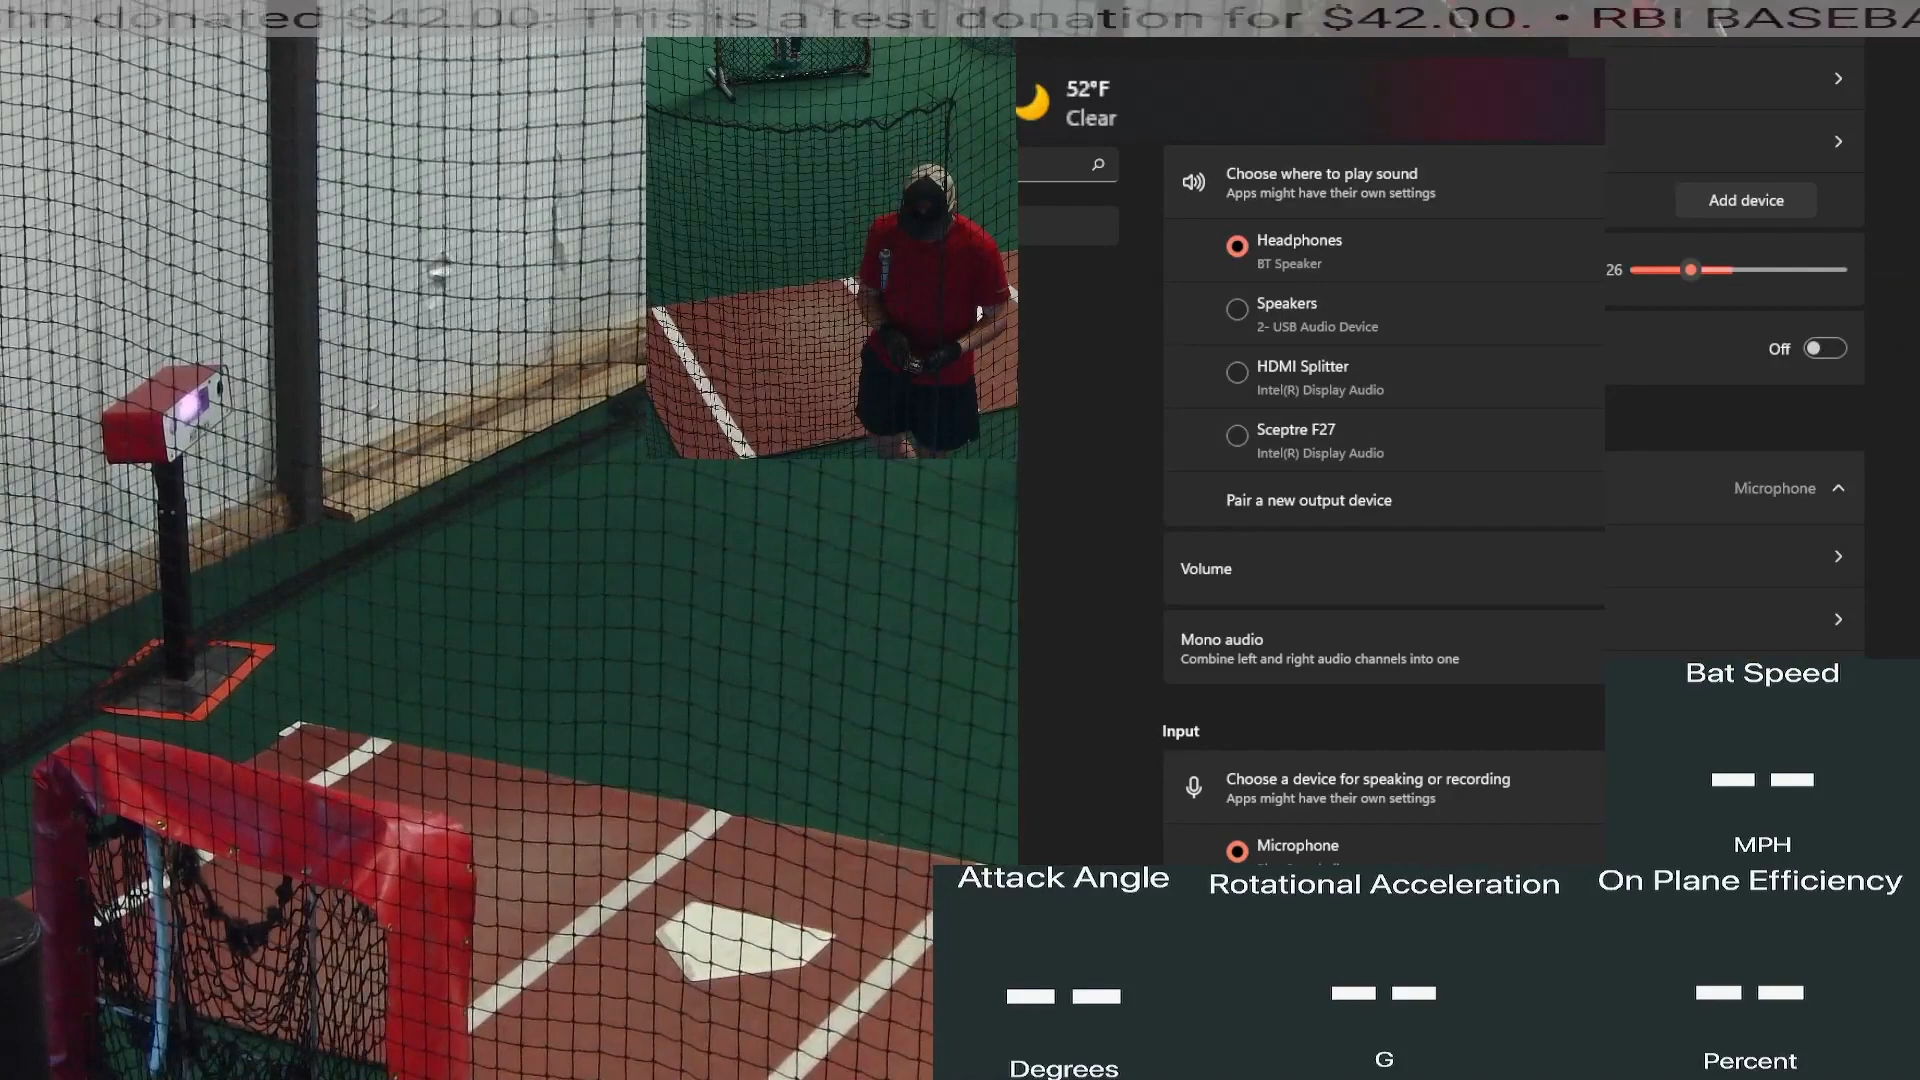 hn donated $42.00. This is a test donation for $42.00. • RBI BASEBA
52°F
Clear
Choose where to play sound
Apps might have their own settings
Add device
Headphones
BT Speaker
26
Speakers
2- USB Audio Device
Off
HDMI Splitter
Intel(R) Display Audio
Sceptre F27
Intel(R) Display Audio
Microphone
Pair a new output device
Volume
Mono audio
Combine left and right audio channels into one
Input
Choose a device for speaking or recording
Apps might have their own settings
Microphone
Bat Speed
-- 
MPH
Attack Angle
--
Degrees
Rotational Acceleration
--
G
On Plane Efficiency
--
Percent